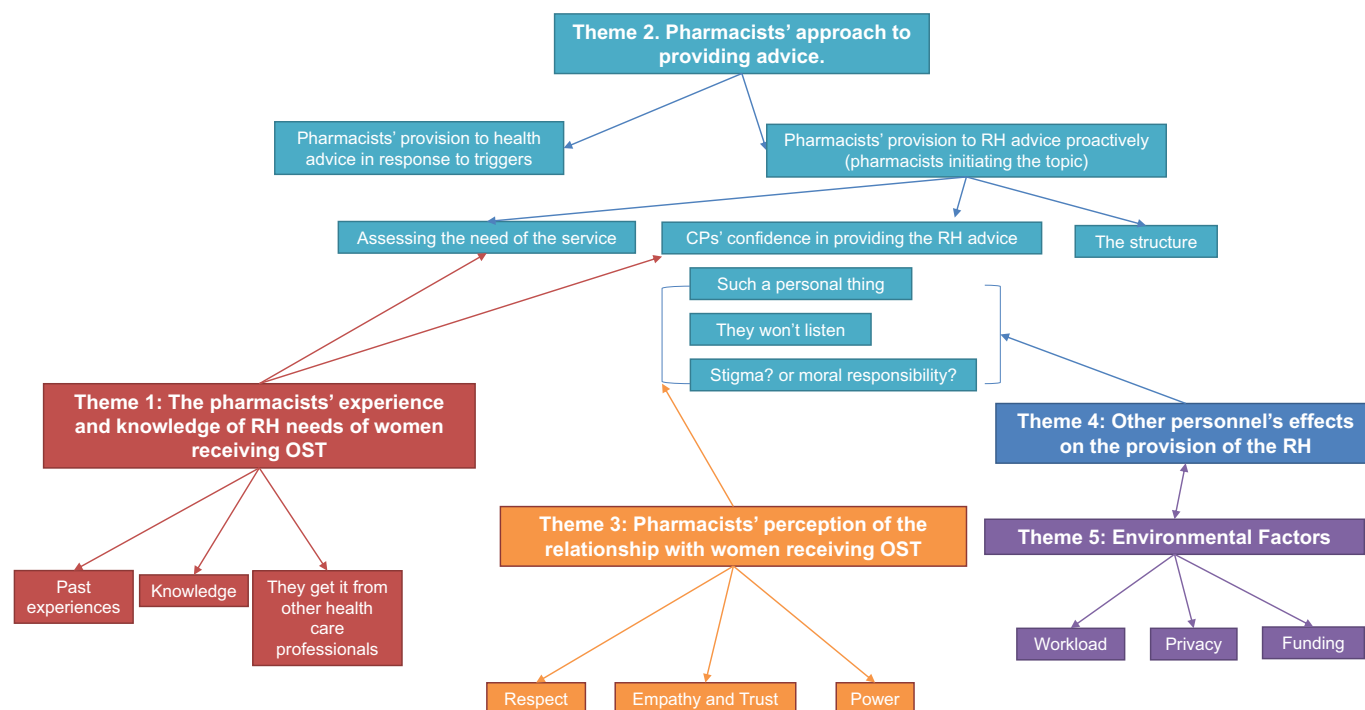 Theme 2. Pharmacists’ approach to
providing advice.
Pharmacists’ provision to health
advice in response to triggers
Pharmacists’ provision to RH advice proactively
(pharmacists initiating the topic)
Assessing the need of the service
CPs’ confidence in providing the RH advice
The structure
Such a personal thing
They won’t listen
Stigma? or moral responsibility?
Theme 1: The pharmacists’ experience
and knowledge of RH needs of women
receiving OST
Theme 4: Other personnel’s effects
on the provision of the RH
Theme 3: Pharmacists’ perception of the
relationship with women receiving OST
Theme 5: Environmental Factors
Past
experiences
Knowledge
They get it from
other health
care
professionals
Workload
Privacy
Funding
Respect
Empathy and Trust
Power